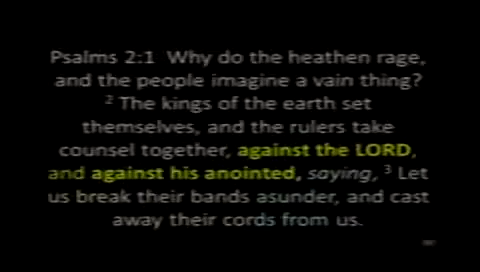 Psalms 2:1 Why do the heathen rage,
and the people imagine a vain thing?
² The kings of the earth set
themselves, and the rulers take
counsel together, against the LORD,
and against his anointed, saying, ³ Let
us break their bands asunder, and cast
away their cords from us.